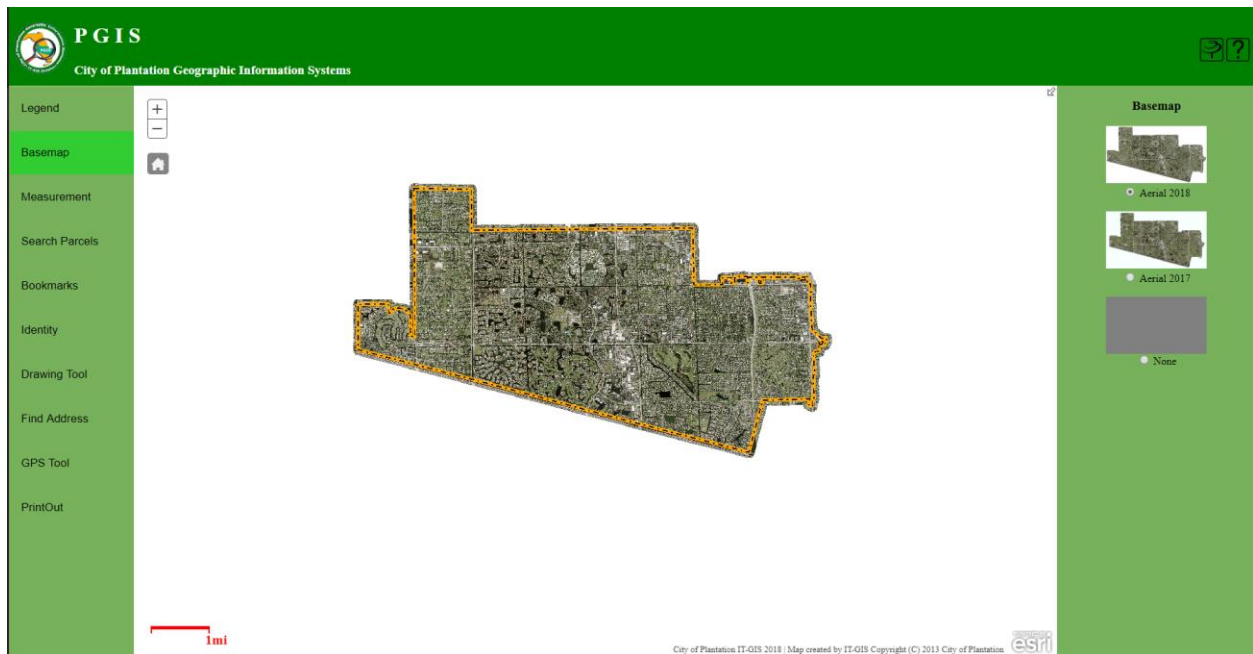 P G I S
City of Plantation Geographic Information Systems
?
Legend
Basemap
Measurement
Search Parcels
Bookmarks
Identity
Drawing Tool
Find Address
GPS Tool
PrintOut
+
−
1mi
City of Plantation IT-GIS 2018 | Map created by IT-GIS Copyright (C) 2013 City of Plantation
esri
Basemap
Aerial 2018
Aerial 2017
None